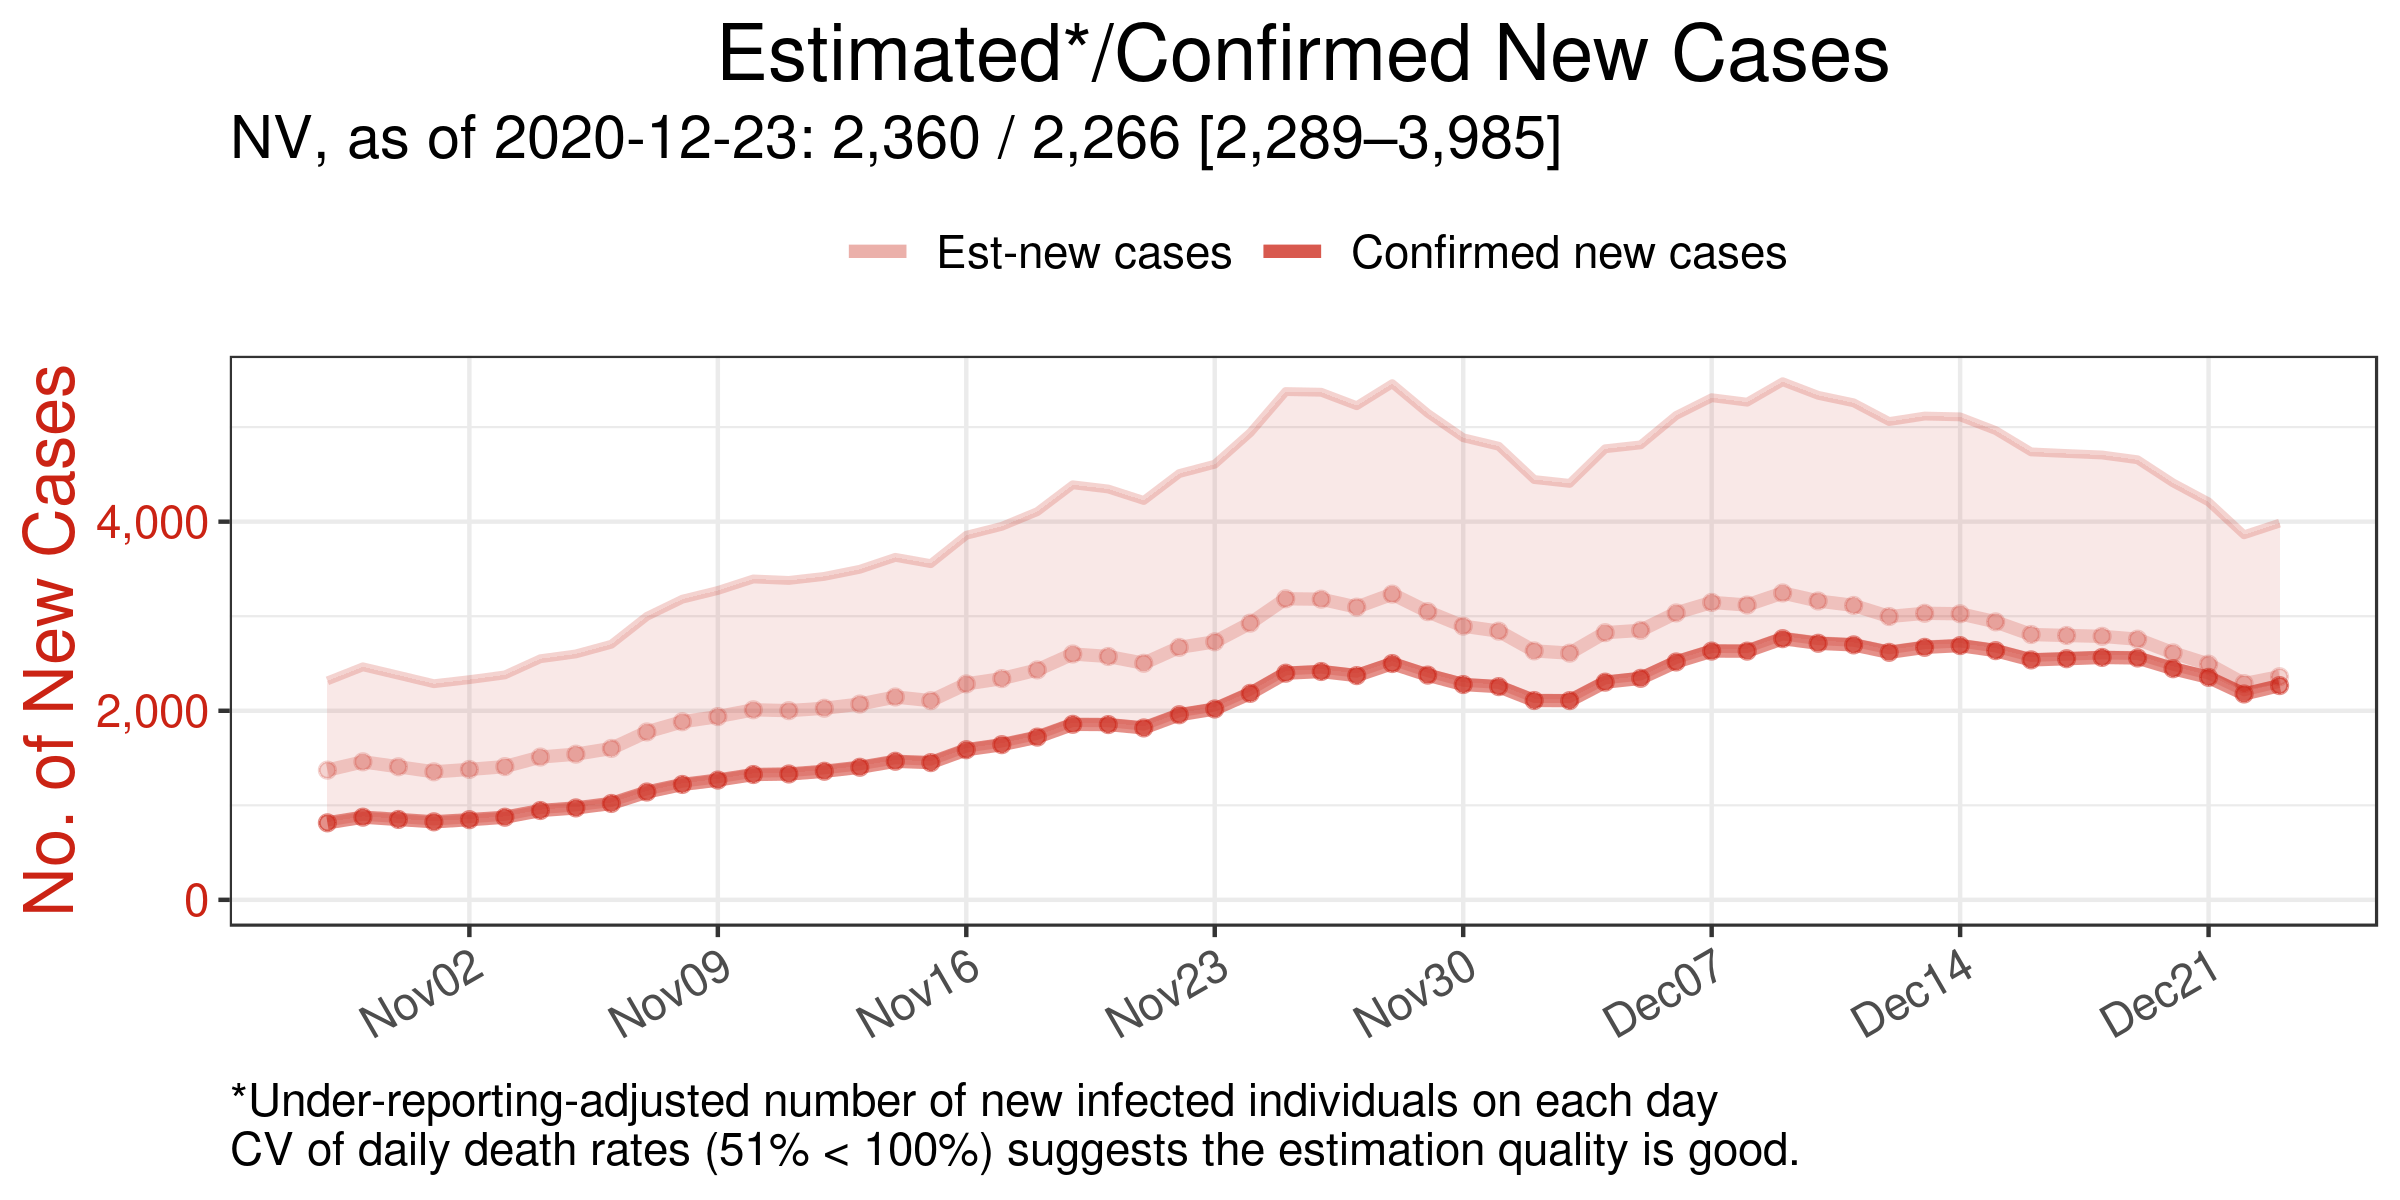 Estimated*/Confirmed New Cases
NV, as of 2020-12-23: 2,360 / 2,266 [2,289–3,985]
Est-new cases
Confirmed new cases
No. of New Cases
4,000
2,000
0
Nov02
Nov09
Nov16
Nov23
Nov30
Dec07
Dec14
Dec21
*Under-reporting-adjusted number of new infected individuals on each day
CV of daily death rates (51% < 100%) suggests the estimation quality is good.